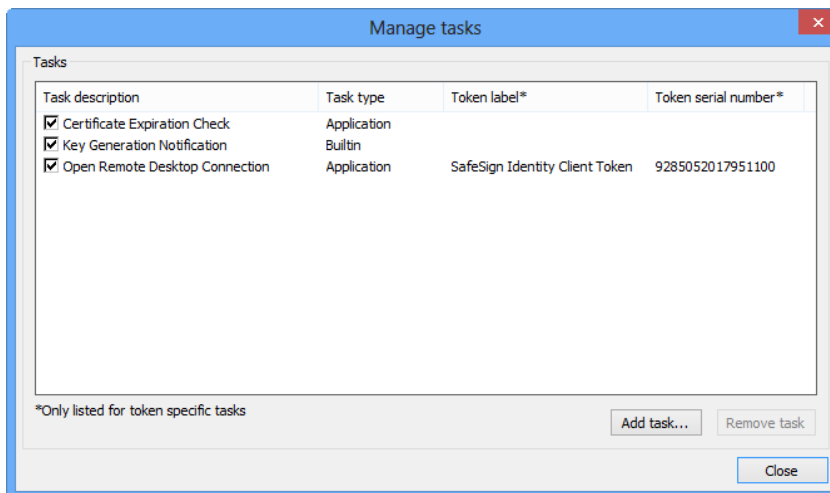 Manage tasks
Tasks
Task description Task type Token label* Token serial number*
Certificate Expiration Check Application
Key Generation Notification Builtin
Open Remote Desktop Connection Application SafeSign Identity Client Token 9285052017951100
*Only listed for token specific tasks
Add task... Remove task
Close